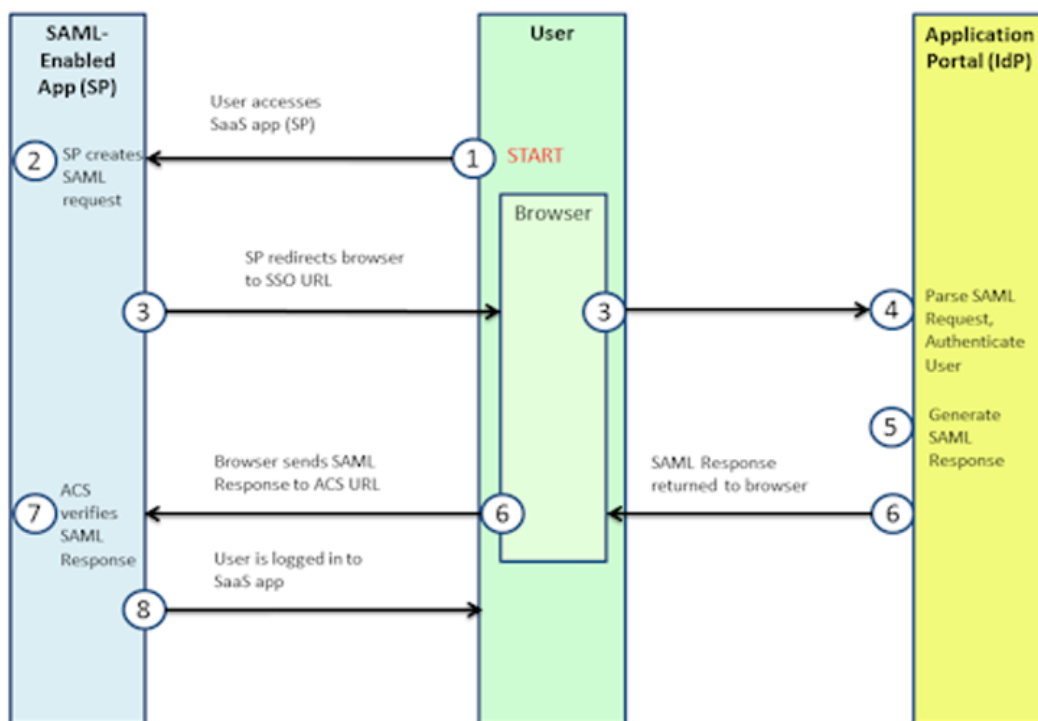 SAML-
Enabled
App (SP)
User
Application
Portal (IdP)
User accesses
SaaS app (SP)
2
SP creates
SAML
request
1
START
Browser
SP redirects browser
to SSO URL
3
3
4
Parse SAML
Request,
Authenticate
User
5
Generate
SAML
Response
Browser sends SAML
Response to ACS URL
SAML Response
returned to browser
7
ACS
verifies
SAML
Response
6
6
User is logged in to
SaaS app
8